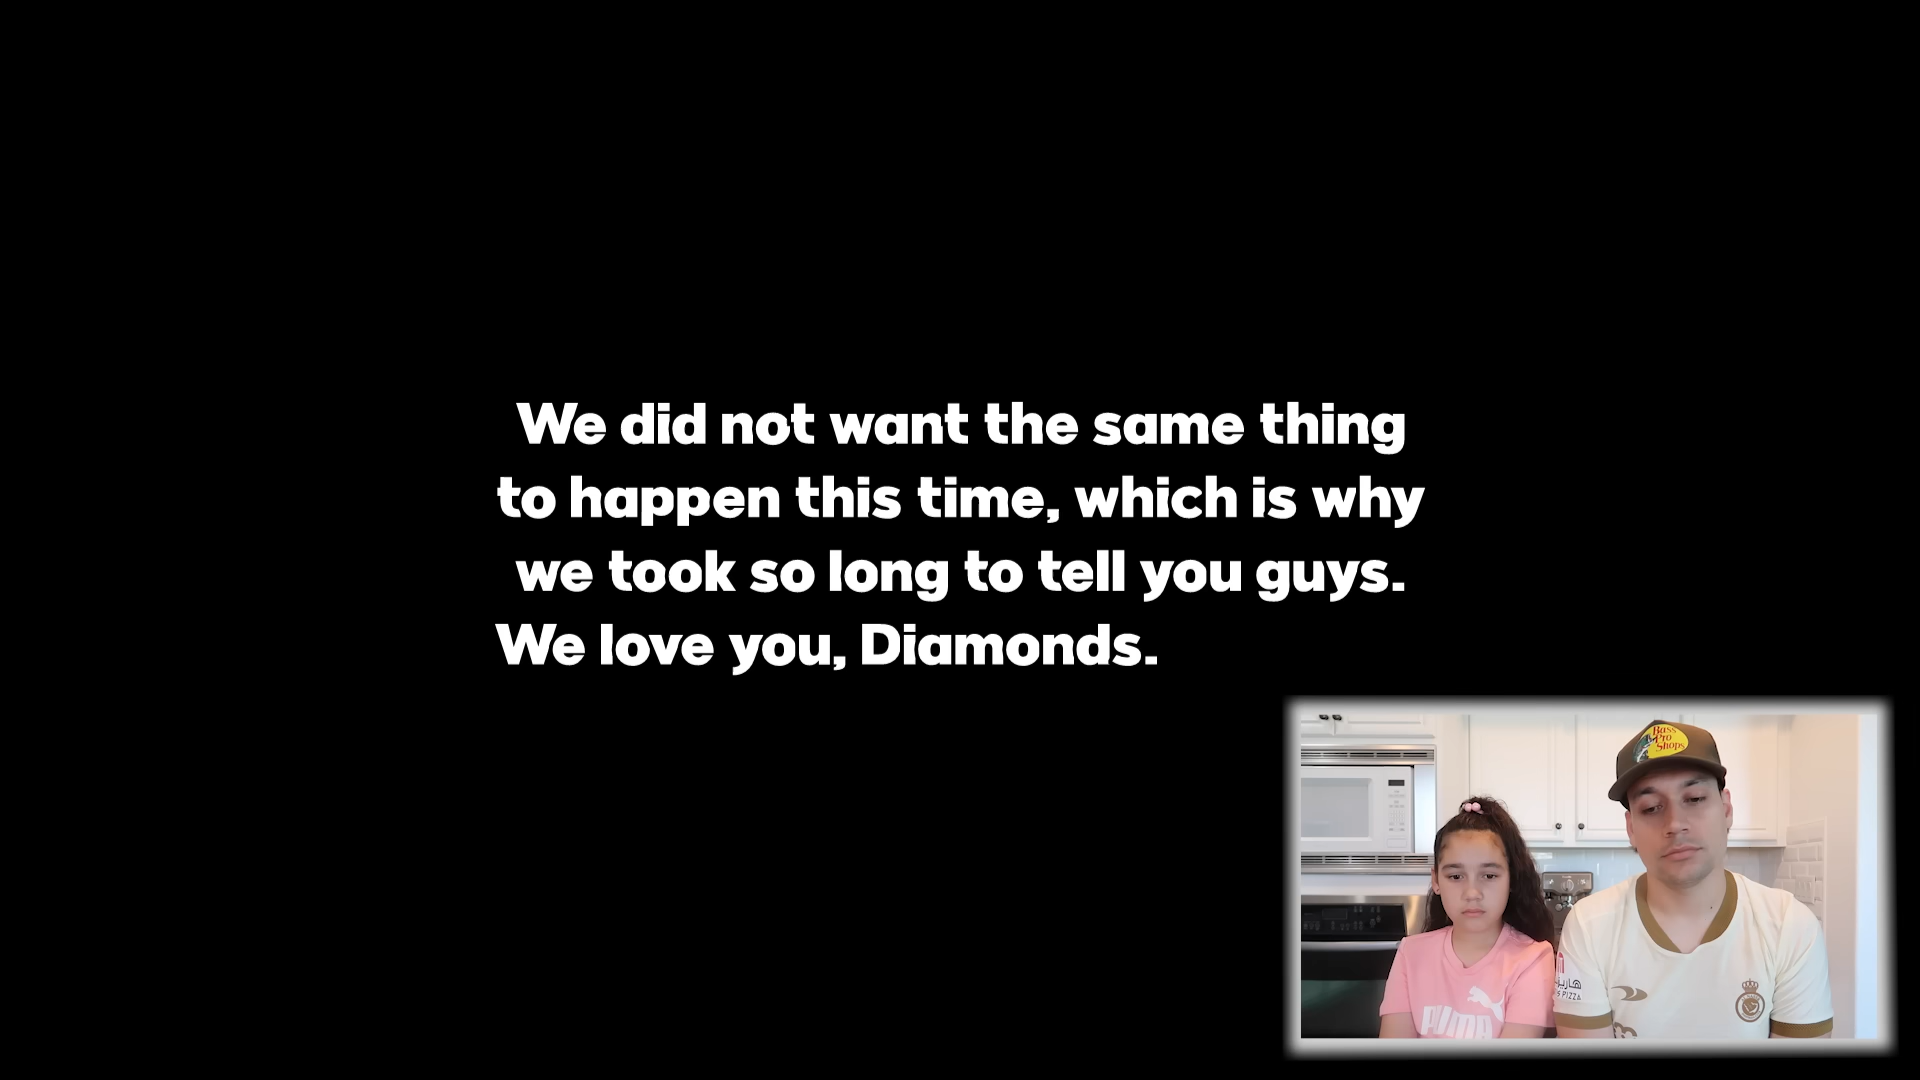 We did not want the same thing
to happen this time, which is why
we took so long to tell you guys.
We love you, Diamonds.
Bass
Pro
Shops
PUMA